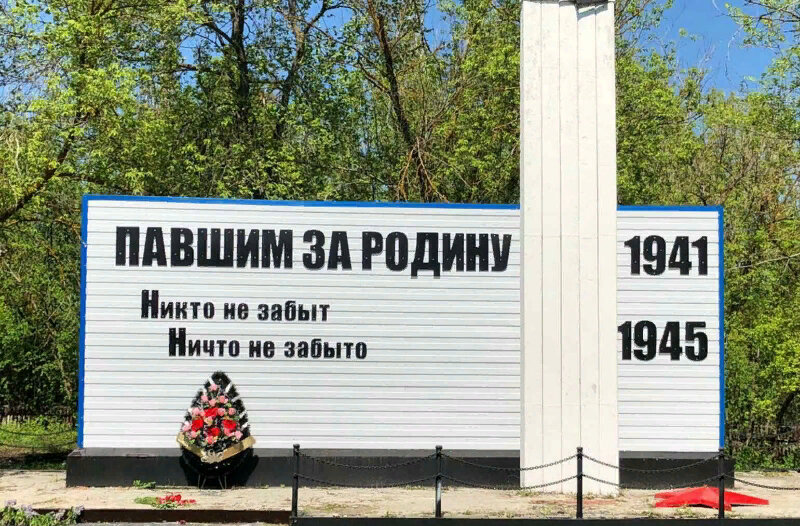 ПАВШИМ ЗА РОДИНУ
Никто не забыт
Ничто не забыто
1941
1945